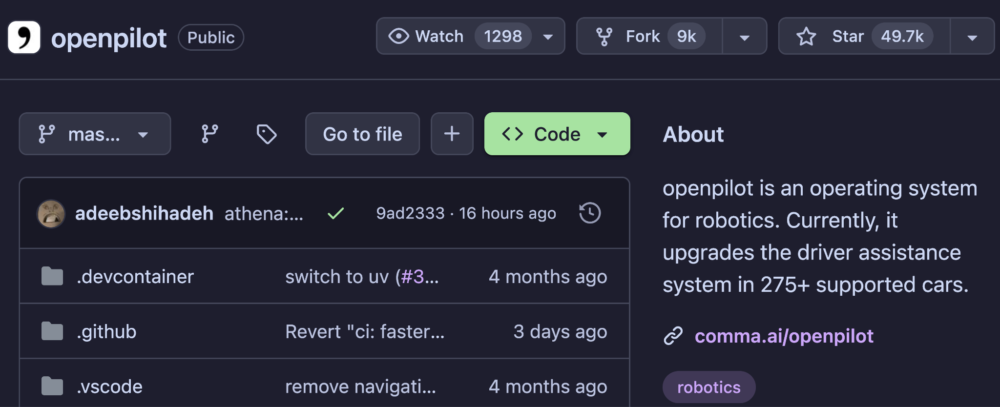 openpilot Public Watch 1298 Fork 9k Star 49.7k
mas... Go to file + <> Code
adeebshihadeh athena:... 9ad2333 · 16 hours ago
.devcontainer switch to uv (#3... 4 months ago
.github Revert "ci: faster... 3 days ago
.vscode remove navigati... 4 months ago
About
openpilot is an operating system
for robotics. Currently, it
upgrades the driver assistance
system in 275+ supported cars.
comma.ai/openpilot
robotics